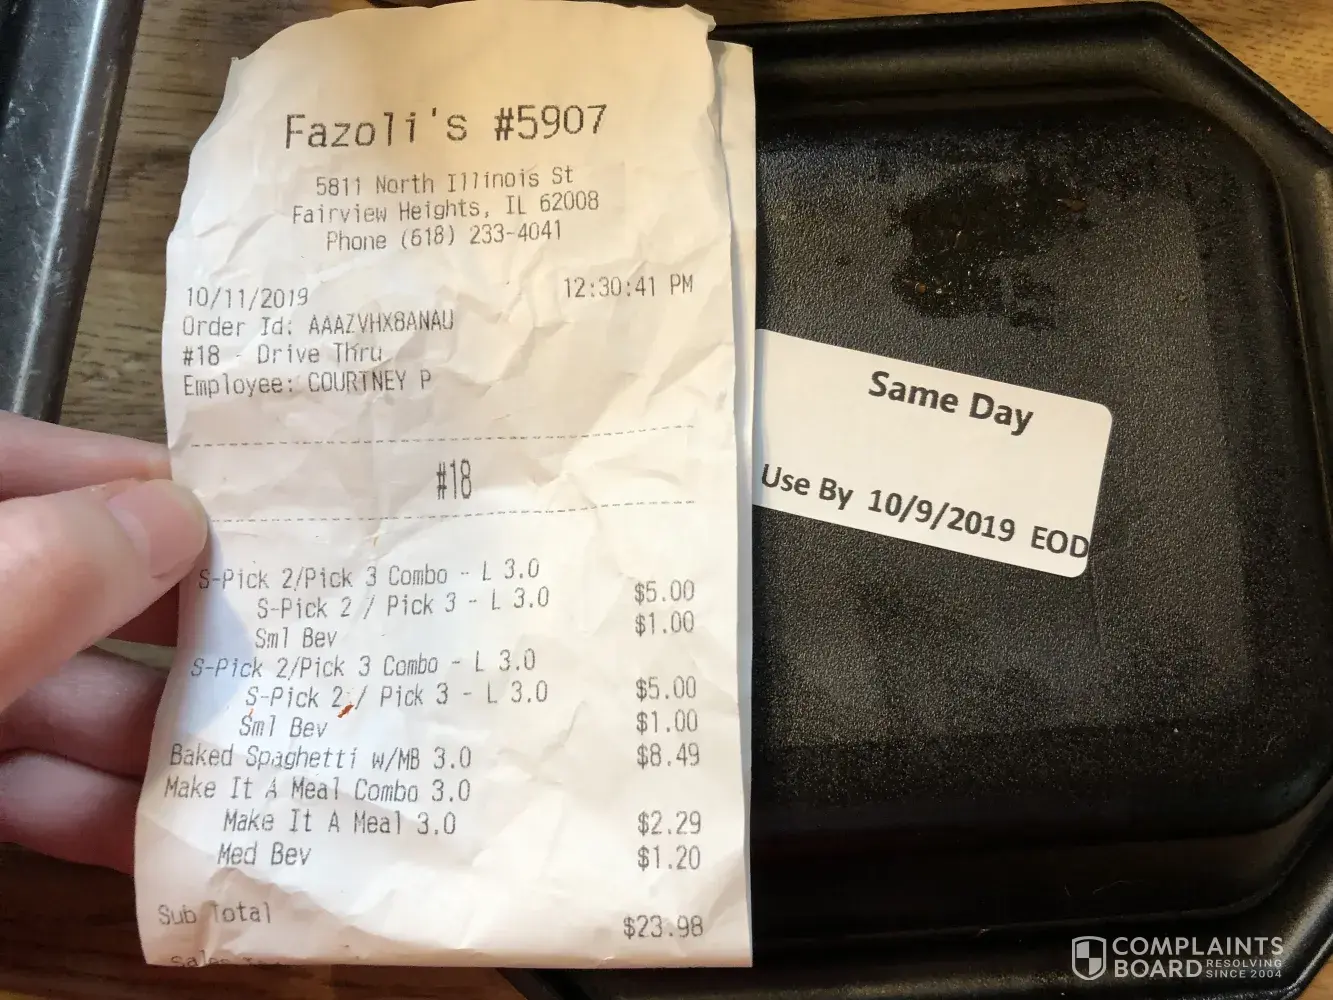 Fazoli's #5907
5811 North Illinois St
Fairview Heights, IL 62008
Phone (618) 233-4041
10/11/2019 12:30:41 PM
Order Id: AAAZVHX8ANAU
#18 - Drive Thru
Employee: COURTNEY P
#18
S-Pick 2/Pick 3 Combo - L 3.0
S-Pick 2 / Pick 3 - L 3.0 $5.00
Sml Bev $1.00
S-Pick 2/Pick 3 Combo - L 3.0
S-Pick 2 / Pick 3 - L 3.0 $5.00
Sml Bev $1.00
Baked Spaghetti w/MB 3.0 $8.49
Make It A Meal Combo 3.0
Make It A Meal 3.0 $2.29
Med Bev $1.20
Sub Total $23.98
Sales
Same Day
Use By 10/9/2019 EOD
COMPLAINTS
BOARD RESOLVING
SINCE 2004